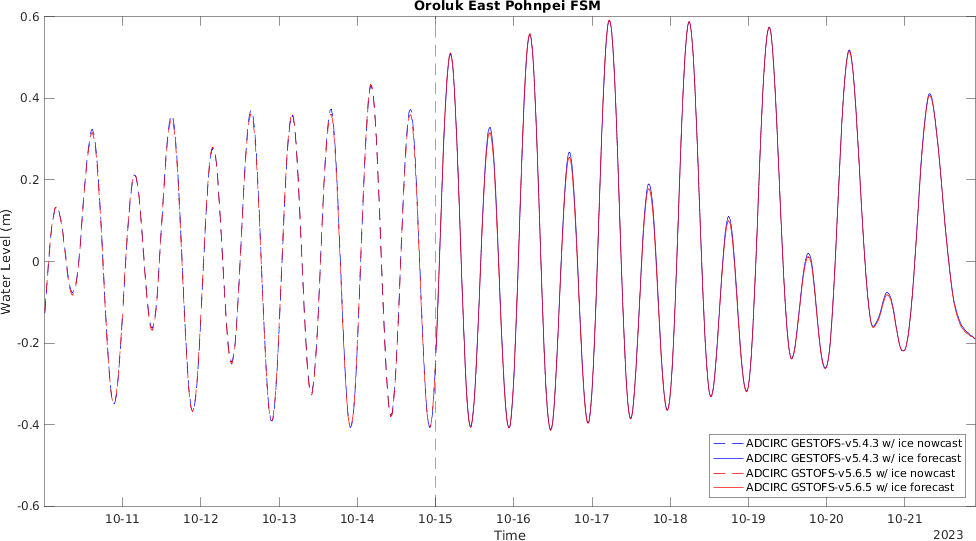 Oroluk East Pohnpei FSM
0.6
0.4
0.2
0
-0.2
-0.4
-0.6
Water Level (m)
ADCIRC GESTOFS-v5.4.3 w/ ice nowcast
ADCIRC GESTOFS-v5.4.3 w/ ice forecast
ADCIRC GSTOFS-v5.6.5 w/ ice nowcast
ADCIRC GSTOFS-v5.6.5 w/ ice forecast
10-11 10-12 10-13 10-14 10-15 10-16 10-17 10-18 10-19 10-20 10-21
Time
2023